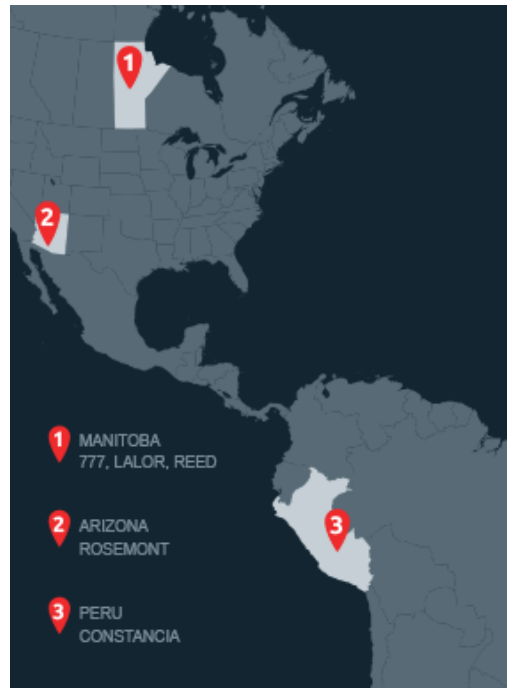 1
2
3
1 MANITOBA
777, LALOR, REED
2 ARIZONA
ROSEMONT
3 PERU
CONSTANCIA